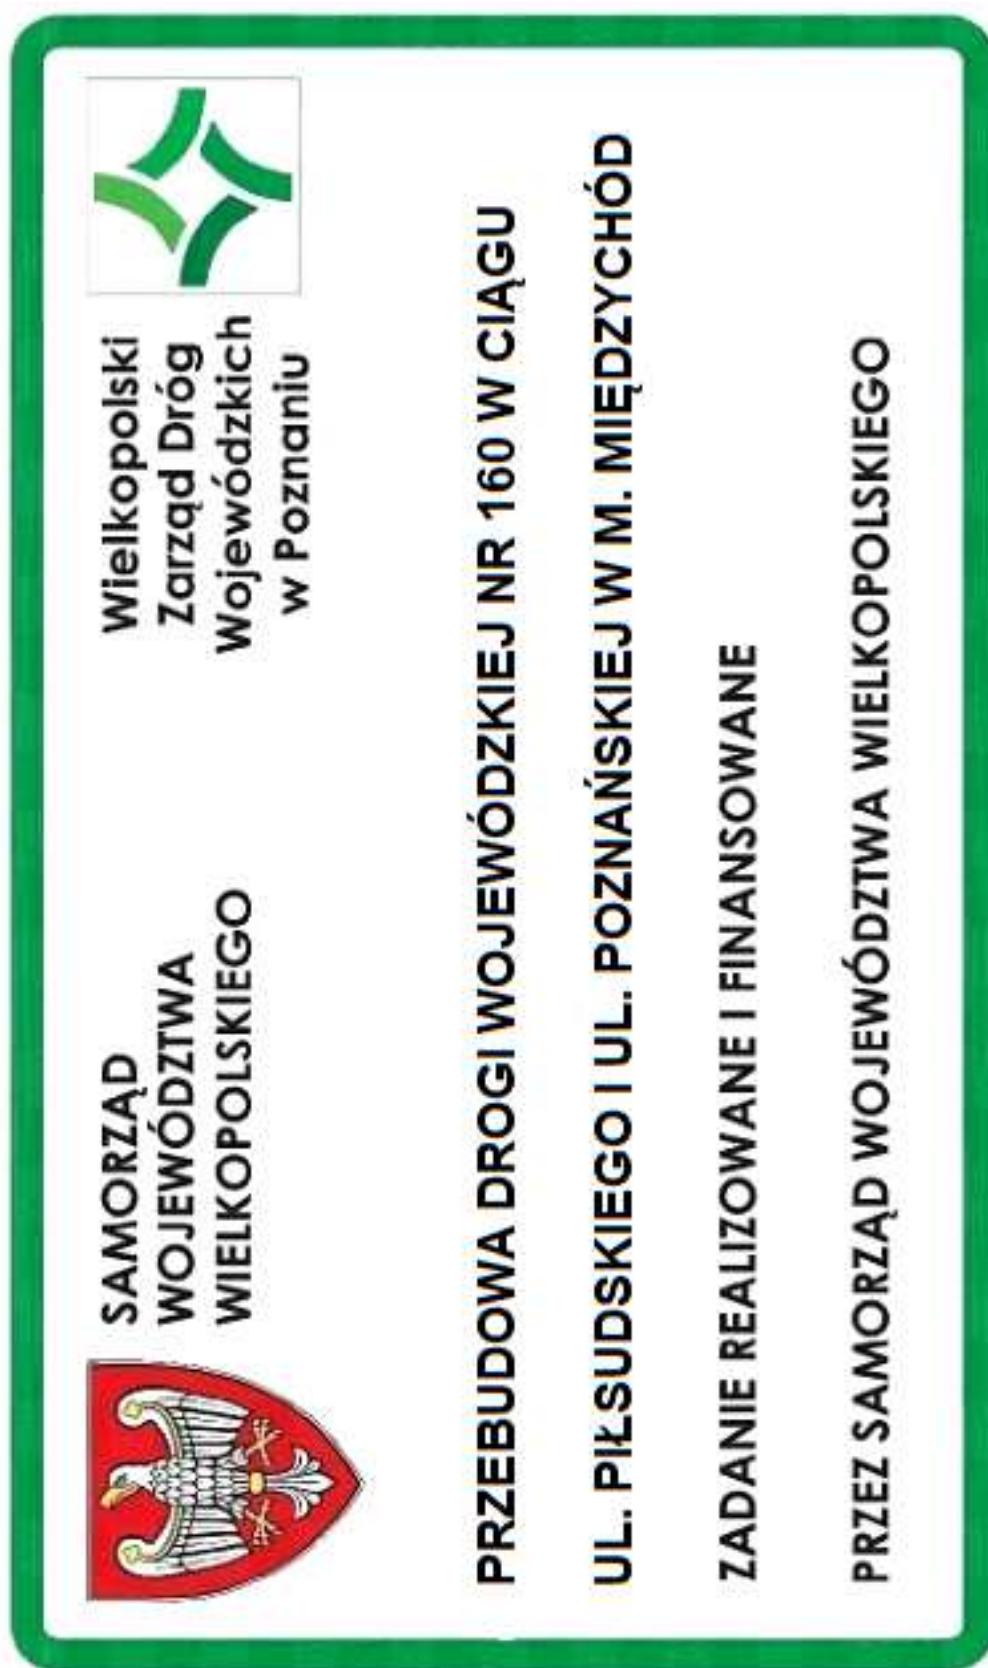 SAMORZĄD
WOJEWÓDZTWA
WIELKOPOLSKIEGO
Wielkopolski
Zarząd Dróg
Wojewódzkich
w Poznaniu
PRZEBUDOWA DROGI WOJEWÓDZKIEJ NR 160 W CIĄGU
UL. PIŁSUDSKIEGO I UL. POZNAŃSKIEJ W M. MIĘDZYCHÓD
ZADANIE REALIZOWANE I FINANSOWANE
PRZEZ SAMORZĄD WOJEWÓDZTWA WIELKOPOLSKIEGO